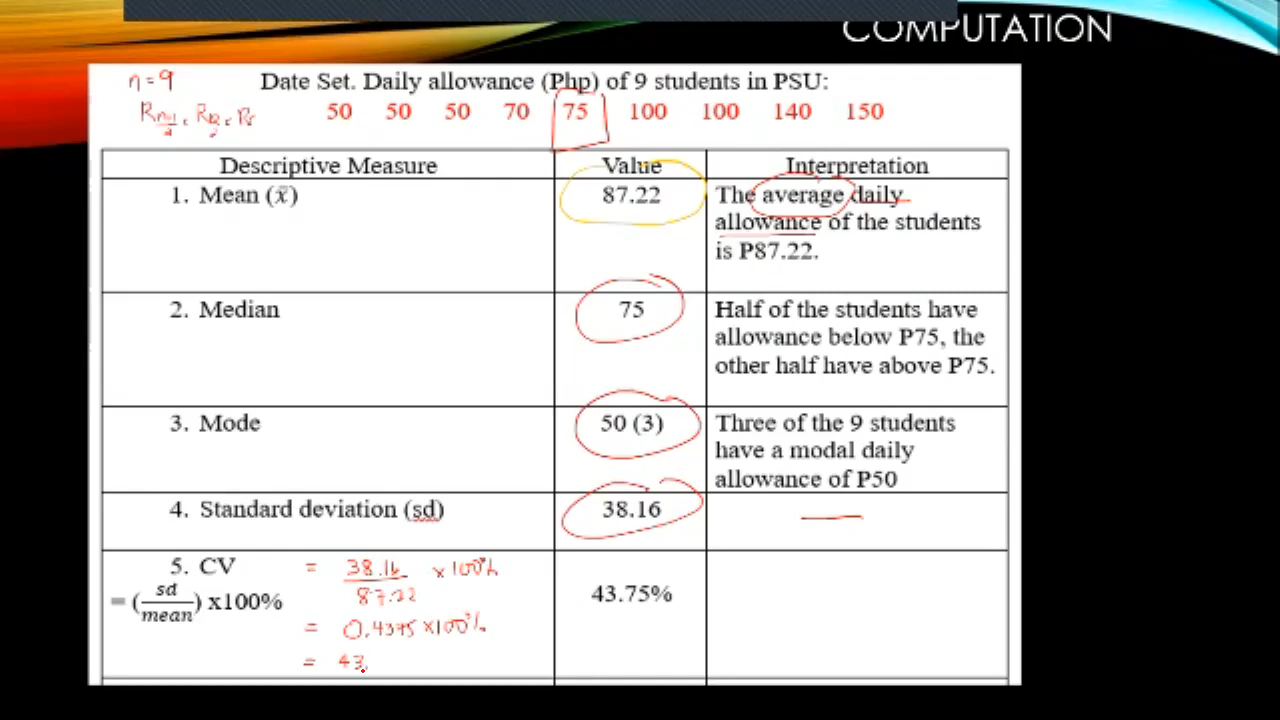 COMPUTATION
n = 9
Date Set. Daily allowance (Php) of 9 students in PSU:
50 50 50 70 75 100 100 140 150
Descriptive Measure Value Interpretation
1. Mean (x̄) 87.22 The average daily
allowance of the students
is P87.22.
2. Median 75 Half of the students have
allowance below P75, the
other half have above P75.
3. Mode 50 (3) Three of the 9 students
have a modal daily
allowance of P50
4. Standard deviation (sd) 38.16
5. CV = 38.16/87.22 x 100%
= (sd/mean) x100% 43.75%
= 0.4375 x 100%
= 43.